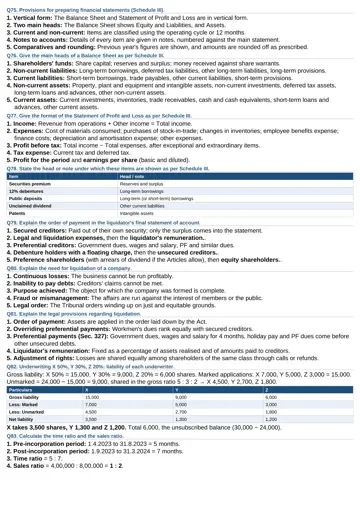 Q75. Provisions for preparing financial statements (Schedule III).
1. Vertical form: The Balance Sheet and Statement of Profit and Loss are in vertical form.
2. Two main heads: The Balance Sheet shows Equity and Liabilities, and Assets.
3. Current and non-current: Items are classified using the operating cycle or 12 months
4. Notes to accounts: Details of every item are given in notes, numbered against the main statement.
5. Comparatives and rounding: Previous year's figures are shown, and amounts are rounded off as prescribed.
Q76. Give the main heads of a Balance Sheet as per Schedule III.
1. Shareholders' funds: Share capital; reserves and surplus; money received against share warrants
2. Non-current liabilities: Long-term borrowings, deferred tax liabilities, other long-term liabilities, long-term provisions.
3. Current liabilities: Short-term borrowings, trade payables, other current liabilities, short-term provisions.
4. Non-current assets: Property, plant and equipment and intangible assets, non-current investments, deferred tax assets,
long-term loans and advances, other non-current assets.
5. Current assets: Current investments, inventories, trade receivables, cash and cash equivalents, short-term loans and
advances, other current assets.
Q77. Give the format of the Statement of Profit and Loss as per Schedule III.
1. Income: Revenue from operations + Other income = Total income.
2. Expenses: Cost of materials consumed; purchases of stock-in-trade; changes in inventories; employee benefits expense;
finance costs; depreciation and amortisation expense; other expenses.
3. Profit before tax: Total income − Total expenses, after exceptional and extraordinary items.
4. Tax expense: Current tax and deferred tax.
5. Profit for the period and earnings per share (basic and diluted).
Q78. State the head or note under which these items are shown as per Schedule III.
Item Head / note
Securities premium Reserves and surplus
12% debentures Long-term borrowings
Public deposits Long-term (or short-term) borrowings
Unclaimed dividend Other current liabilities
Patents Intangible assets
Q79. Explain the order of payment in the liquidator's final statement of account.
1. Secured creditors: Paid out of their own security; only the surplus comes into the statement.
2. Legal and liquidation expenses, then the liquidator's remuneration..
3. Preferential creditors: Government dues, wages and salary, PF and similar dues.
4. Debenture holders with a floating charge, then the unsecured creditors..
5. Preference shareholders (with arrears of dividend if the Articles allow), then equity shareholders..
Q80. Explain the need for liquidation of a company.
1. Continuous losses: The business cannot be run profitably.
2. Inability to pay debts: Creditors' claims cannot be met.
3. Purpose achieved: The object for which the company was formed is complete.
4. Fraud or mismanagement: The affairs are run against the interest of members or the public.
5. Legal order: The Tribunal orders winding up on just and equitable grounds.
Q81. Explain the legal provisions regarding liquidation.
1. Order of payment: Assets are applied in the order laid down by the Act.
2. Overriding preferential payments: Workmen's dues rank equally with secured creditors.
3. Preferential payments (Sec. 327): Government dues, wages and salary for 4 months, holiday pay and PF dues come before
other unsecured dues.
4. Liquidator's remuneration: Fixed as a percentage of assets realised and of amounts paid to creditors.
5. Adjustment of rights: Losses are shared equally among shareholders of the same class through calls or refunds.
Q82. Underwriting X 50%, Y 30%, Z 20%: liability of each underwriter.
Gross liability: X 50% = 15,000, Y 30% = 9,000, Z 20% = 6,000 shares. Marked applications: X 7,000, Y 5,000, Z 3,000 = 15,000.
Unmarked = 24,000 − 15,000 = 9,000, shared in the gross ratio 5 : 3 : 2 → X 4,500, Y 2,700, Z 1,800.
Particulars X Y Z
Gross liability 15,000 9,000 6,000
Less: Marked 7,000 5,000 3,000
Less: Unmarked 4,500 2,700 1,800
Net liability 3,500 1,300 1,200
X takes 3,500 shares, Y 1,300 and Z 1,200. Total 6,000, the unsubscribed balance (30,000 − 24,000).
Q83. Calculate the time ratio and the sales ratio.
1. Pre-incorporation period: 1.4.2023 to 31.8.2023 = 5 months.
2. Post-incorporation period: 1.9.2023 to 31.3.2024 = 7 months.
3. Time ratio = 5 : 7.
4. Sales ratio = 4,00,000 : 8,00,000 = 1 : 2.